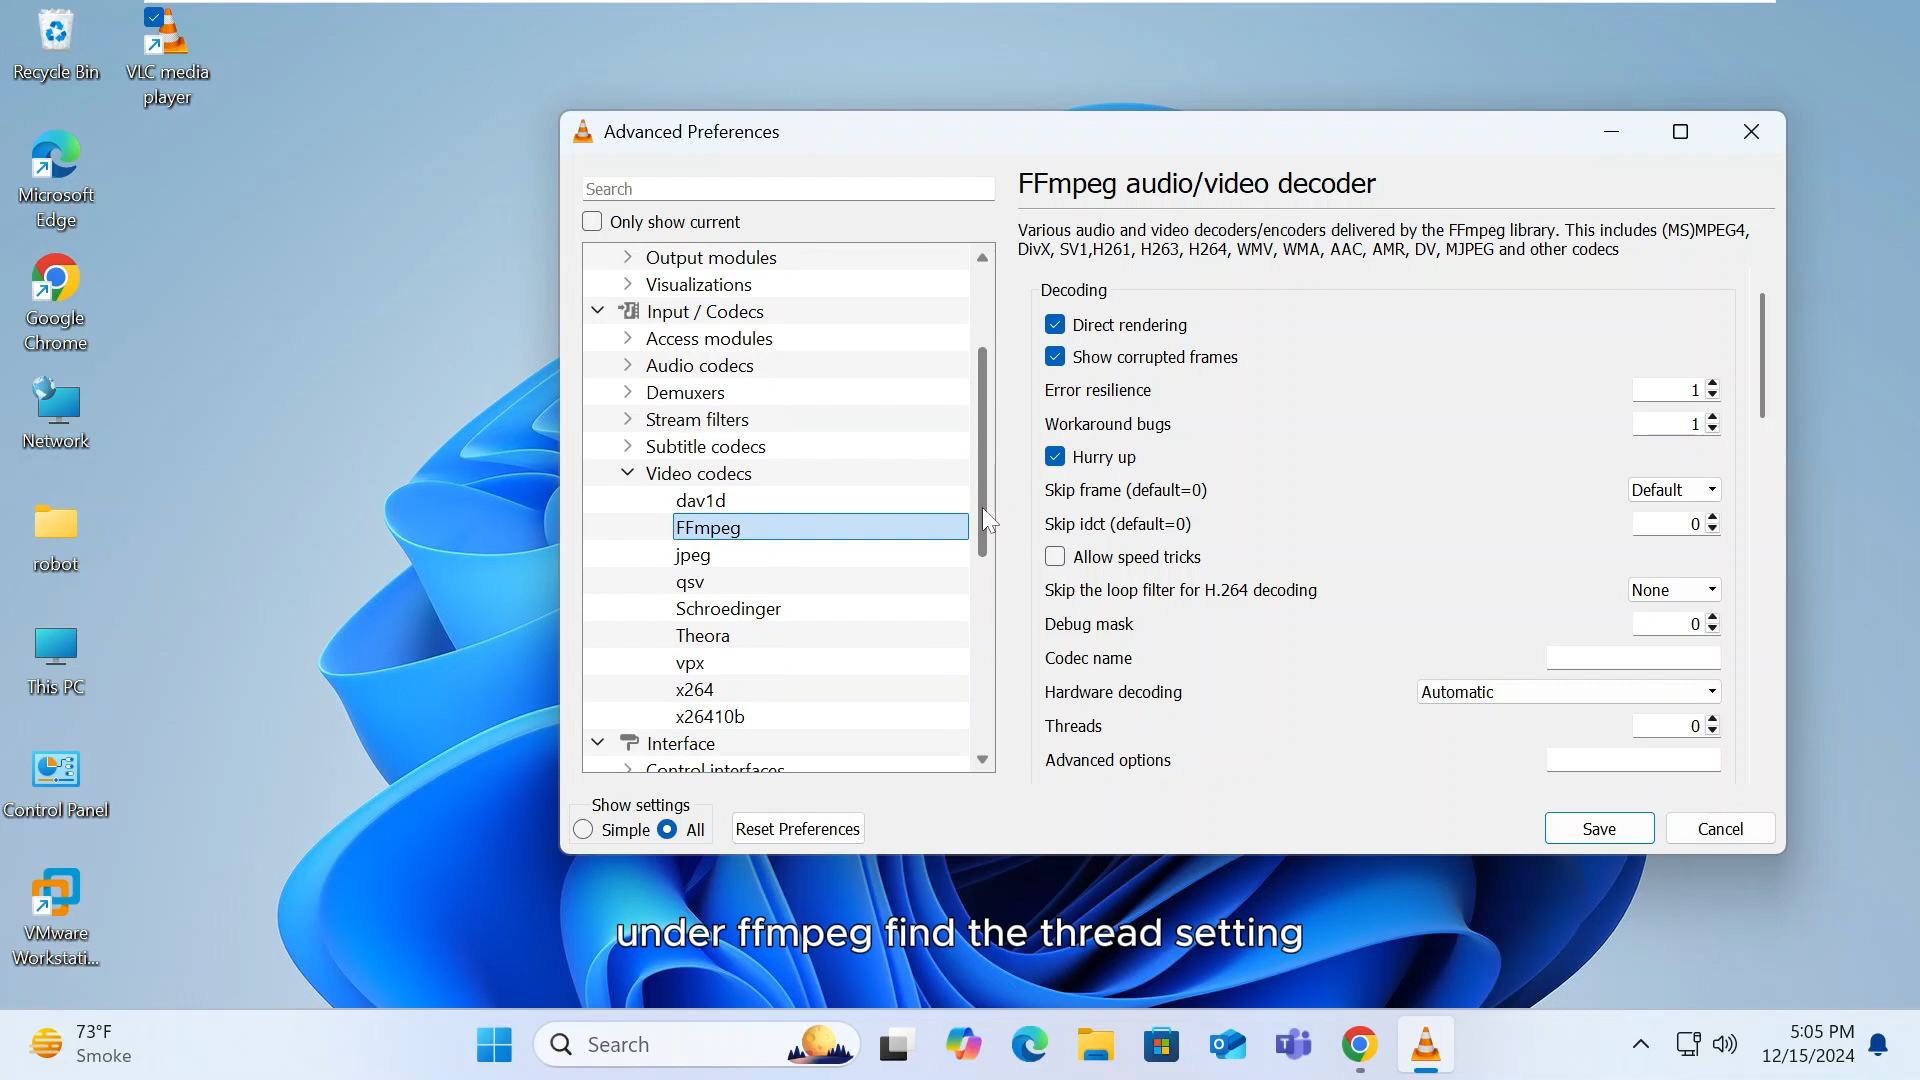 Recycle Bin
VLC media
player
Microsoft
Edge
Google
Chrome
Network
robot
This PC
Control Panel
VMware
Workstati...
Advanced Preferences
Search
Only show current
Output modules
Visualizations
Input / Codecs
Access modules
Audio codecs
Demuxers
Stream filters
Subtitle codecs
Video codecs
dav1d
FFmpeg
jpeg
qsv
Schroedinger
Theora
vpx
x264
x26410b
Interface
Control interfaces
Show settings
Simple All Reset Preferences
FFmpeg audio/video decoder
Various audio and video decoders/encoders delivered by the FFmpeg library. This includes (MS)MPEG4,
DivX, SV1,H261, H263, H264, WMV, WMA, AAC, AMR, DV, MJPEG and other codecs
Decoding
Direct rendering
Show corrupted frames
Error resilience 1
Workaround bugs 1
Hurry up
Skip frame (default=0) Default
Skip idct (default=0) 0
Allow speed tricks
Skip the loop filter for H.264 decoding None
Debug mask 0
Codec name
Hardware decoding Automatic
Threads 0
Advanced options
Save Cancel
under ffmpeg find the thread setting
73°F
Smoke
Search
5:05 PM
12/15/2024